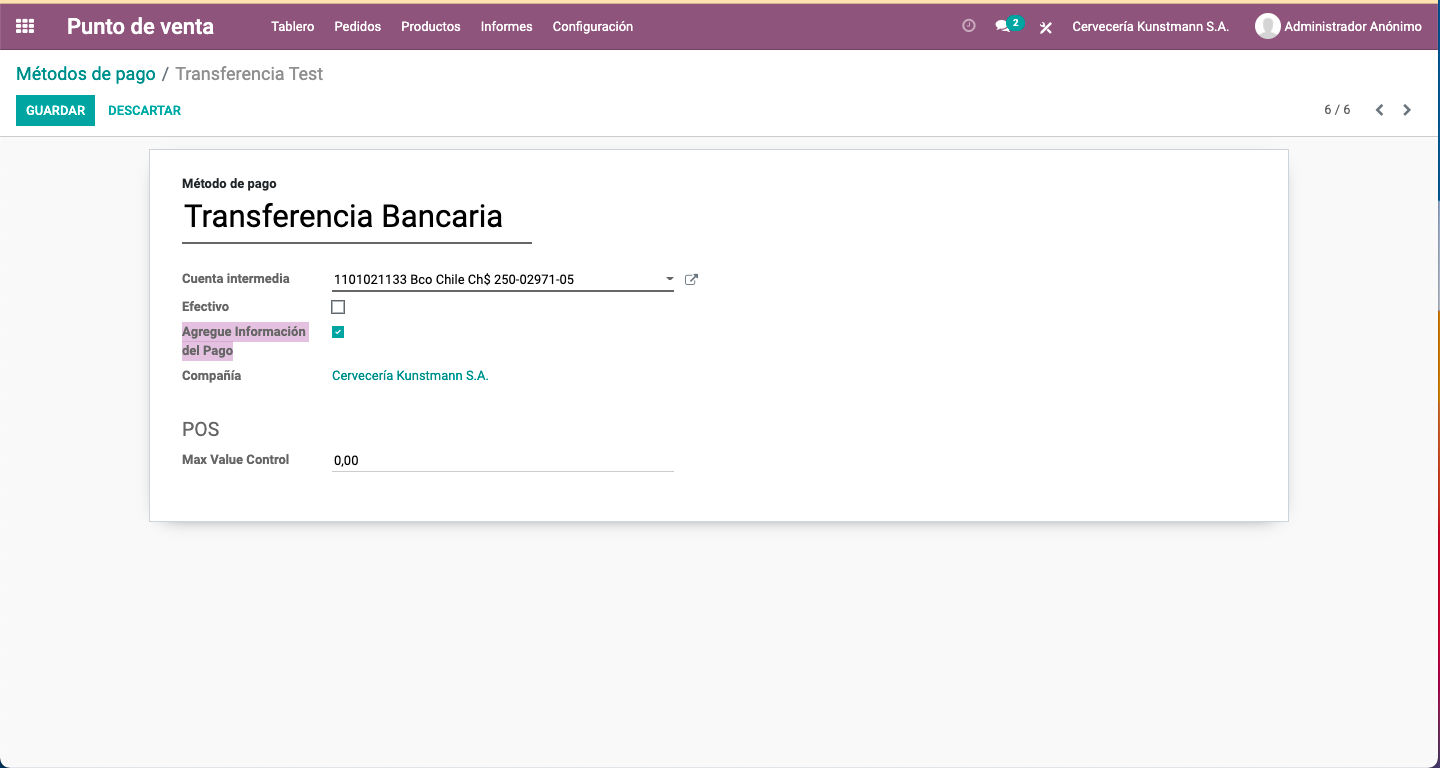 Punto de venta Tablero Pedidos Productos Informes Configuración 2 Cervecería Kunstmann S.A. Administrador Anónimo
Métodos de pago / Transferencia Test
GUARDAR DESCARTAR 6 / 6
Método de pago
Transferencia Bancaria
Cuenta intermedia 1101021133 Bco Chile Ch$ 250-02971-05
Efectivo
Agregue Información
del Pago
Compañía Cervecería Kunstmann S.A.
POS
Max Value Control 0,00